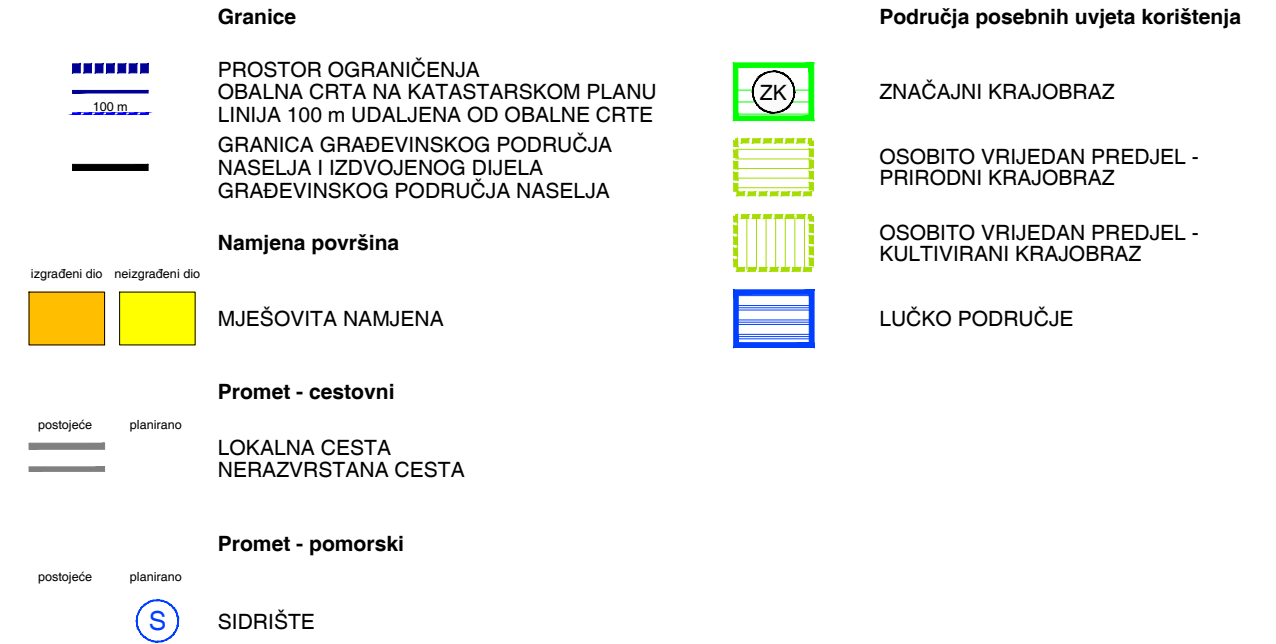 Granice
PROSTOR OGRANIČENJA
OBALNA CRTA NA KATASTARSKOM PLANU
100 m
LINIJA 100 m UDALJENA OD OBALNE CRTE
GRANICA GRAĐEVINSKOG PODRUČJA
NASELJA I IZDVOJENOG DIJELA
GRAĐEVINSKOG PODRUČJA NASELJA
Namjena površina
izgrađeni dio neizgrađeni dio
MJEŠOVITA NAMJENA
Promet - cestovni
postojeće planirano
LOKALNA CESTA
NERAZVRSTANA CESTA
Promet - pomorski
postojeće planirano
S
SIDRIŠTE
Područja posebnih uvjeta korištenja
ZK
ZNAČAJNI KRAJOBRAZ
OSOBITO VRIJEDAN PREDJEL -
PRIRODNI KRAJOBRAZ
OSOBITO VRIJEDAN PREDJEL -
KULTIVIRANI KRAJOBRAZ
LUČKO PODRUČJE